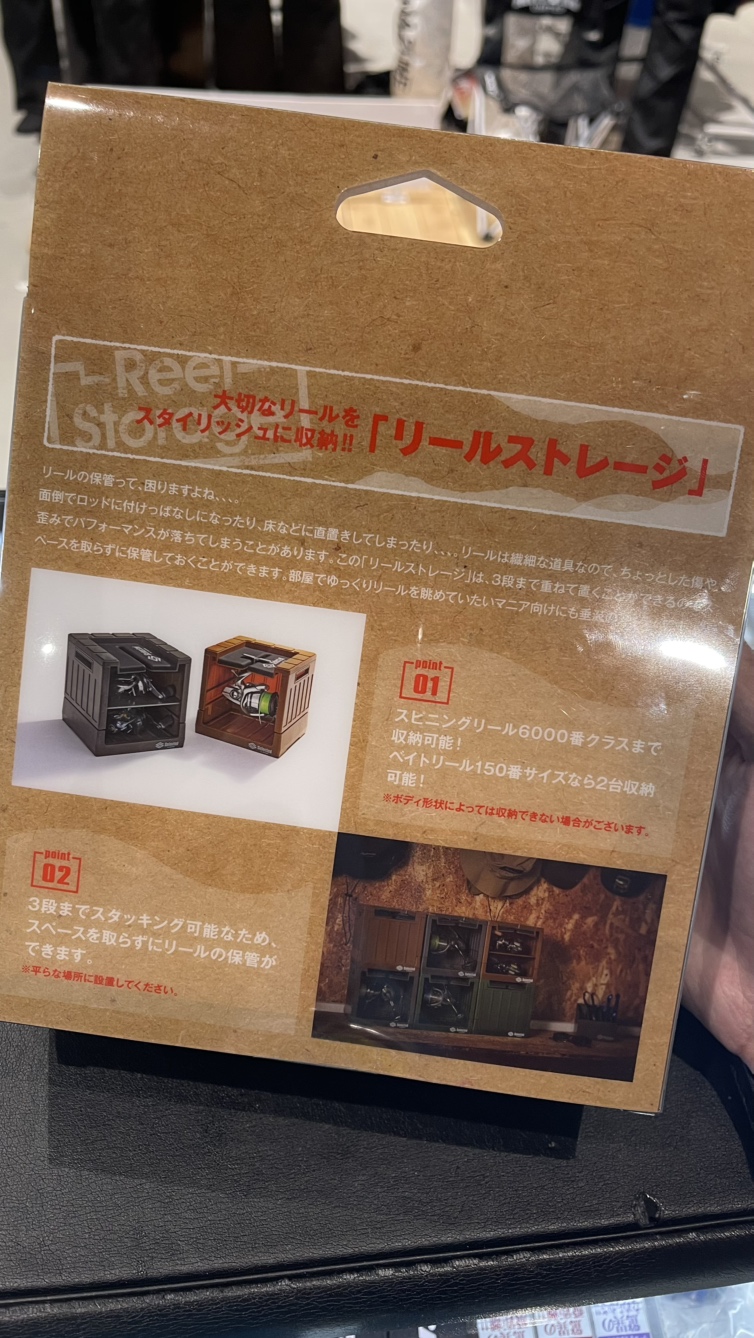 Reel
Storage
大切なリールを
スタイリッシュに収納!!
「リールストレージ」
リールの保管って、困りますよね、、、、
面倒でロッドに付けっぱなしになったり、床などに直置きしてしまったり、、、、リールは繊細な道具なので、ちょっとした傷や、
歪みでパフォーマンスが落ちてしまうことがあります。この「リールストレージ」は、3段まで重ねて置くことができるので、
ペースを取らずに保管しておくことができます。部屋でゆっくりリールを眺めていたいマニア向けにも
point
01
スピニングリール6000番クラスまで
収納可能!
ベイトリール150番サイズなら2台収納
可能!
※ボディ形状によっては収納できない場合がございます。
point
02
3段までスタッキング可能なため、
スペースを取らずにリールの保管が
できます。
※平らな場所に設置してください。